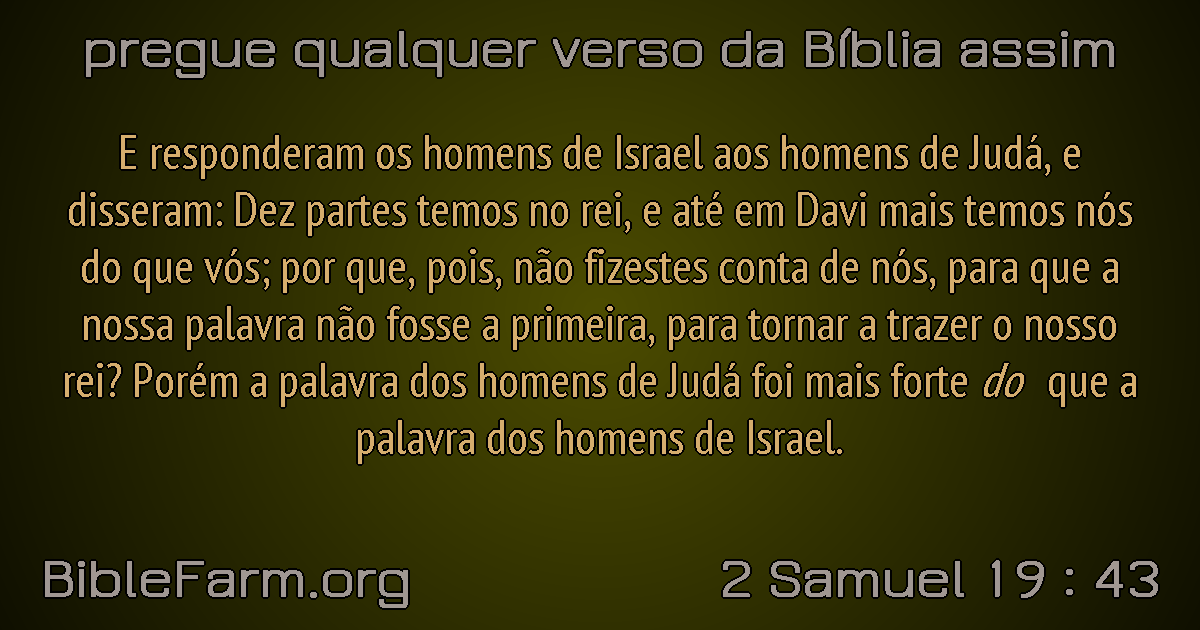 pregue qualquer verso da Bíblia assim
E responderam os homens de Israel aos homens de Judá, e
disseram: Dez partes temos no rei, e até em Davi mais temos nós
do que vós; por que, pois, não fizestes conta de nós, para que a
nossa palavra não fosse a primeira, para tornar a trazer o nosso
rei? Porém a palavra dos homens de Judá foi mais forte do que a
palavra dos homens de Israel.
BibleFarm.org
2 Samuel 19 : 43